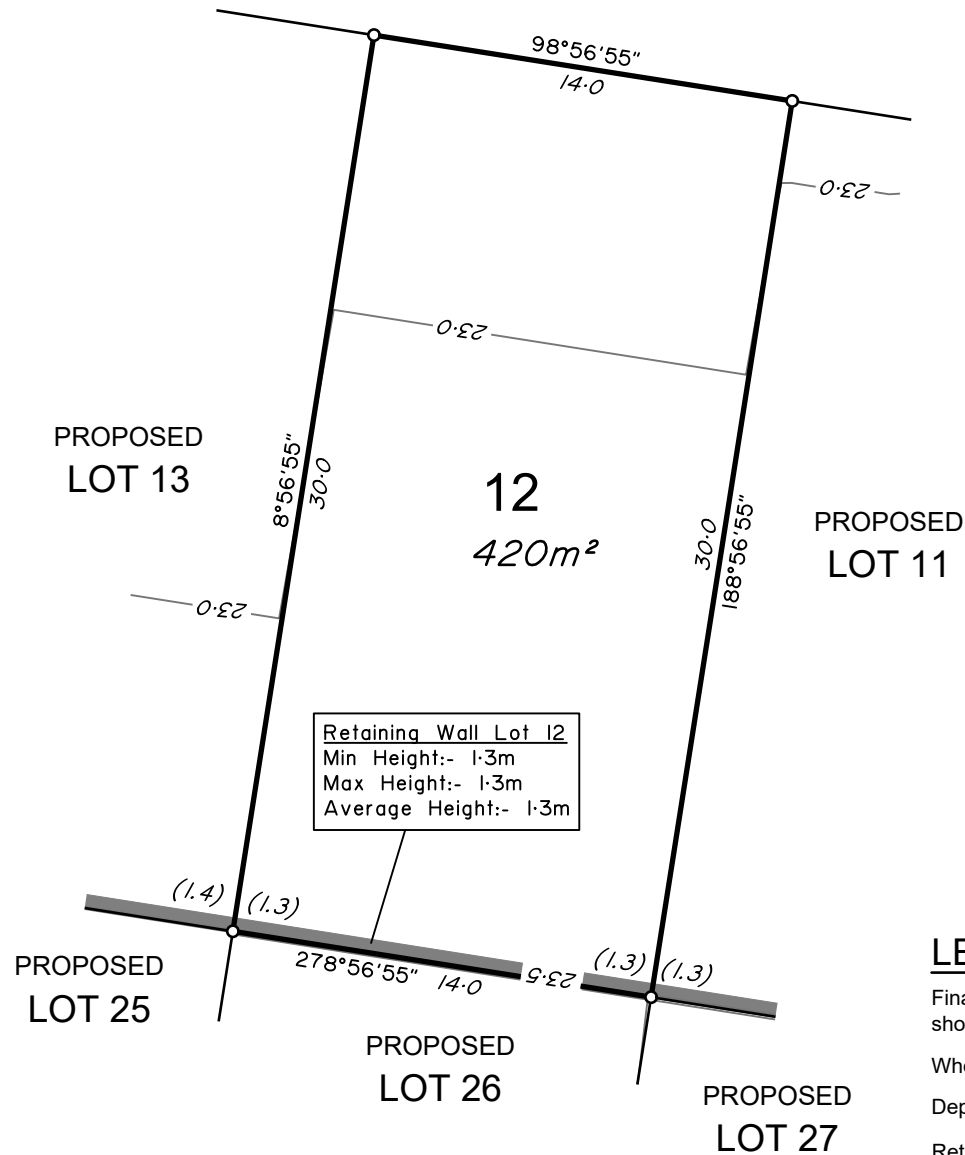 98°56'55"
14·0
23·0
23·0
PROPOSED
LOT 13
8°56'55"
30·0
12
420m²
30·0
188°56'55"
PROPOSED
LOT 11
23·0
Retaining Wall Lot 12
Min Height:- 1·3m
Max Height:- 1·3m
Average Height:- 1·3m
(1.4) (1.3)
278°56'55" 14·0
23·5
(1.3) (1.3)
PROPOSED
LOT 25
PROPOSED
LOT 26
PROPOSED
LOT 27